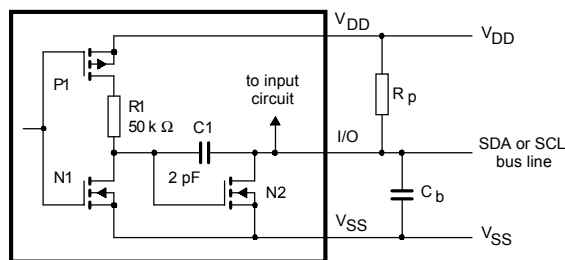 VDD
VDD
P1
to input
circuit
Rp
R1
50 k Ω
C1
I/O
SDA or SCL
bus line
N1
2 pF
N2
Cb
VSS
VSS